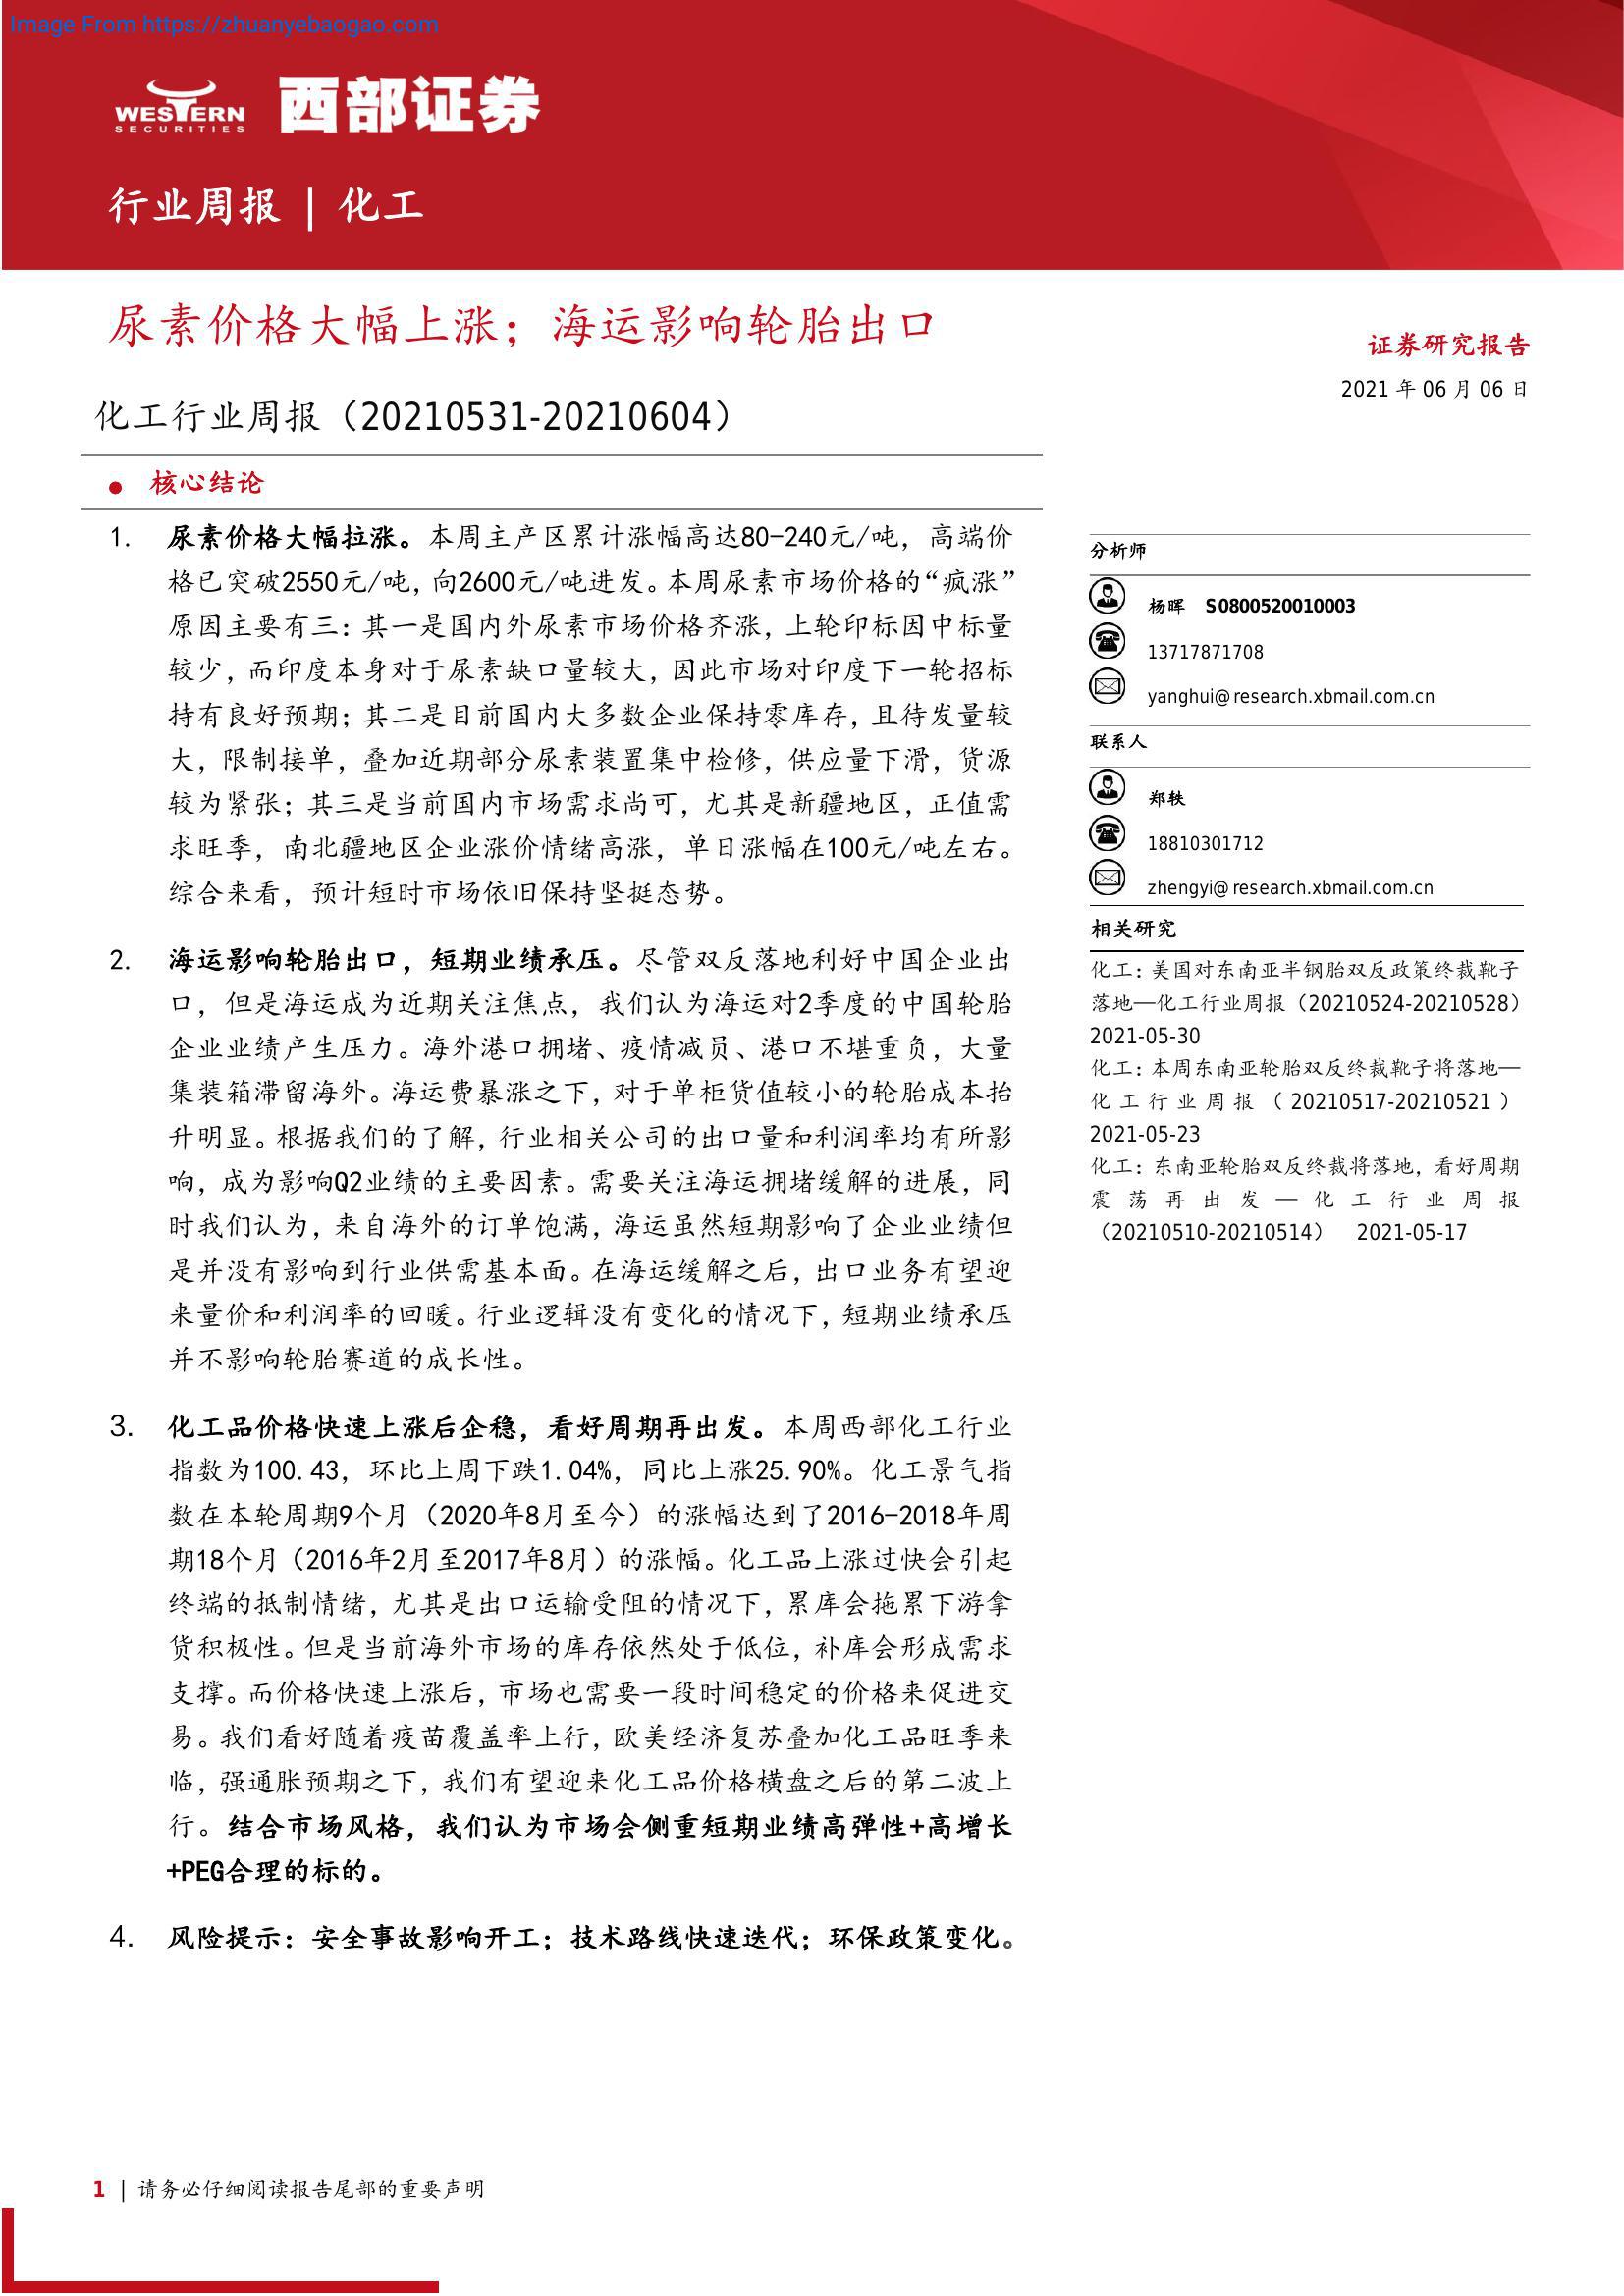 Image From https://zhuanyebaogao.com
WESTERN
SECURITIES
西部证券
行业周报 | 化工
尿素价格大幅上涨；海运影响轮胎出口
证券研究报告
2021 年 06 月 06 日
化工行业周报（20210531-20210604）
● 核心结论
1. 尿素价格大幅拉涨。本周主产区累计涨幅高达80-240元/吨，高端价
格已突破2550元/吨，向2600元/吨进发。本周尿素市场价格的“疯涨”
原因主要有三：其一是国内外尿素市场价格齐涨，上轮印标因中标量
较少，而印度本身对于尿素缺口量较大，因此市场对印度下一轮招标
持有良好预期；其二是目前国内大多数企业保持零库存，且待发量较
大，限制接单，叠加近期部分尿素装置集中检修，供应量下滑，货源
较为紧张；其三是当前国内市场需求尚可，尤其是新疆地区，正值需
求旺季，南北疆地区企业涨价情绪高涨，单日涨幅在100元/吨左右。
综合来看，预计短时市场依旧保持坚挺态势。
2. 海运影响轮胎出口，短期业绩承压。尽管双反落地利好中国企业出
口，但是海运成为近期关注焦点，我们认为海运对2季度的中国轮胎
企业业绩产生压力。海外港口拥堵、疫情减员、港口不堪重负，大量
集装箱滞留海外。海运费暴涨之下，对于单柜货值较小的轮胎成本抬
升明显。根据我们的了解，行业相关公司的出口量和利润率均有所影
响，成为影响Q2业绩的主要因素。需要关注海运拥堵缓解的进展，同
时我们认为，来自海外的订单饱满，海运虽然短期影响了企业业绩但
是并没有影响到行业供需基本面。在海运缓解之后，出口业务有望迎
来量价和利润率的回暖。行业逻辑没有变化的情况下，短期业绩承压
并不影响轮胎赛道的成长性。
3. 化工品价格快速上涨后企稳，看好周期再出发。本周西部化工行业
指数为100.43，环比上周下跌1.04%，同比上涨25.90%。化工景气指
数在本轮周期9个月（2020年8月至今）的涨幅达到了2016-2018年周
期18个月（2016年2月至2017年8月）的涨幅。化工品上涨过快会引起
终端的抵制情绪，尤其是出口运输受阻的情况下，累库会拖累下游拿
货积极性。但是当前海外市场的库存依然处于低位，补库会形成需求
支撑。而价格快速上涨后，市场也需要一段时间稳定的价格来促进交
易。我们看好随着疫苗覆盖率上行，欧美经济复苏叠加化工品旺季来
临，强通胀预期之下，我们有望迎来化工品价格横盘之后的第二波上
行。结合市场风格，我们认为市场会侧重短期业绩高弹性+高增长
+PEG合理的标的。
4. 风险提示：安全事故影响开工；技术路线快速迭代；环保政策变化。
分析师
杨晖 S0800520010003
13717871708
yanghui@research.xbmail.com.cn
联系人
郑轶
18810301712
zhengyi@research.xbmail.com.cn
相关研究
化工：美国对东南亚半钢胎双反政策终裁靴子
落地—化工行业周报（20210524-20210528）
2021-05-30
化工：本周东南亚轮胎双反终裁靴子将落地—
化工行业周报（20210517-20210521）
2021-05-23
化工：东南亚轮胎双反终裁将落地，看好周期
震荡再出发—化工行业周报
（20210510-20210514） 2021-05-17
1 | 请务必仔细阅读报告尾部的重要声明